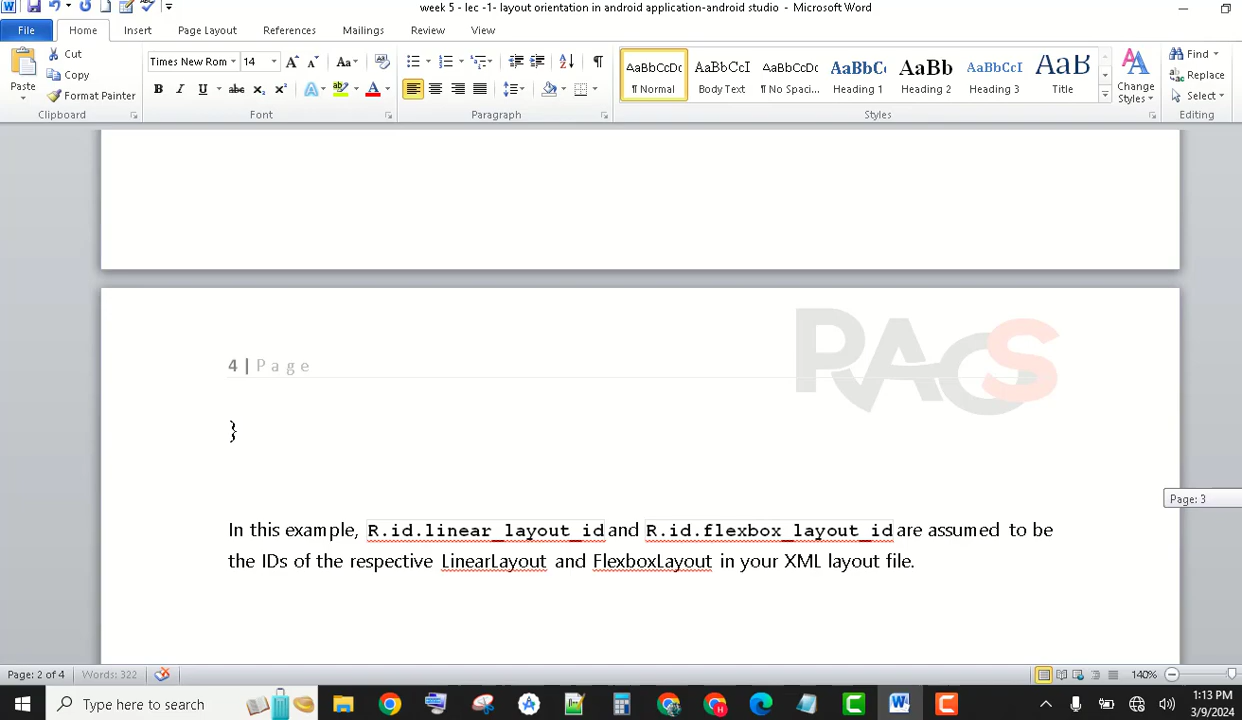 week 5 - lec -1- layout orientation in android application-android studio - Microsoft Word
File Home Insert Page Layout References Mailings Review View
Paste Cut Copy Format Painter
Clipboard
Times New Rom 14
Font
Paragraph
AaBbCcDc AaBbCcI AaBbCcDc AaBbC AaBb AaBbCcI AaB
¶ Normal Body Text ¶ No Spaci... Heading 1 Heading 2 Heading 3 Title
Change Styles
Styles
Find Replace Select
Editing
RACS
4 | Page
}
Page: 3
In this example, R.id.linear_layout_id and R.id.flexbox_layout_id are assumed to be
the IDs of the respective LinearLayout and FlexboxLayout in your XML layout file.
Page: 2 of 4 Words: 322 140%
Type here to search
1:13 PM
3/9/2024